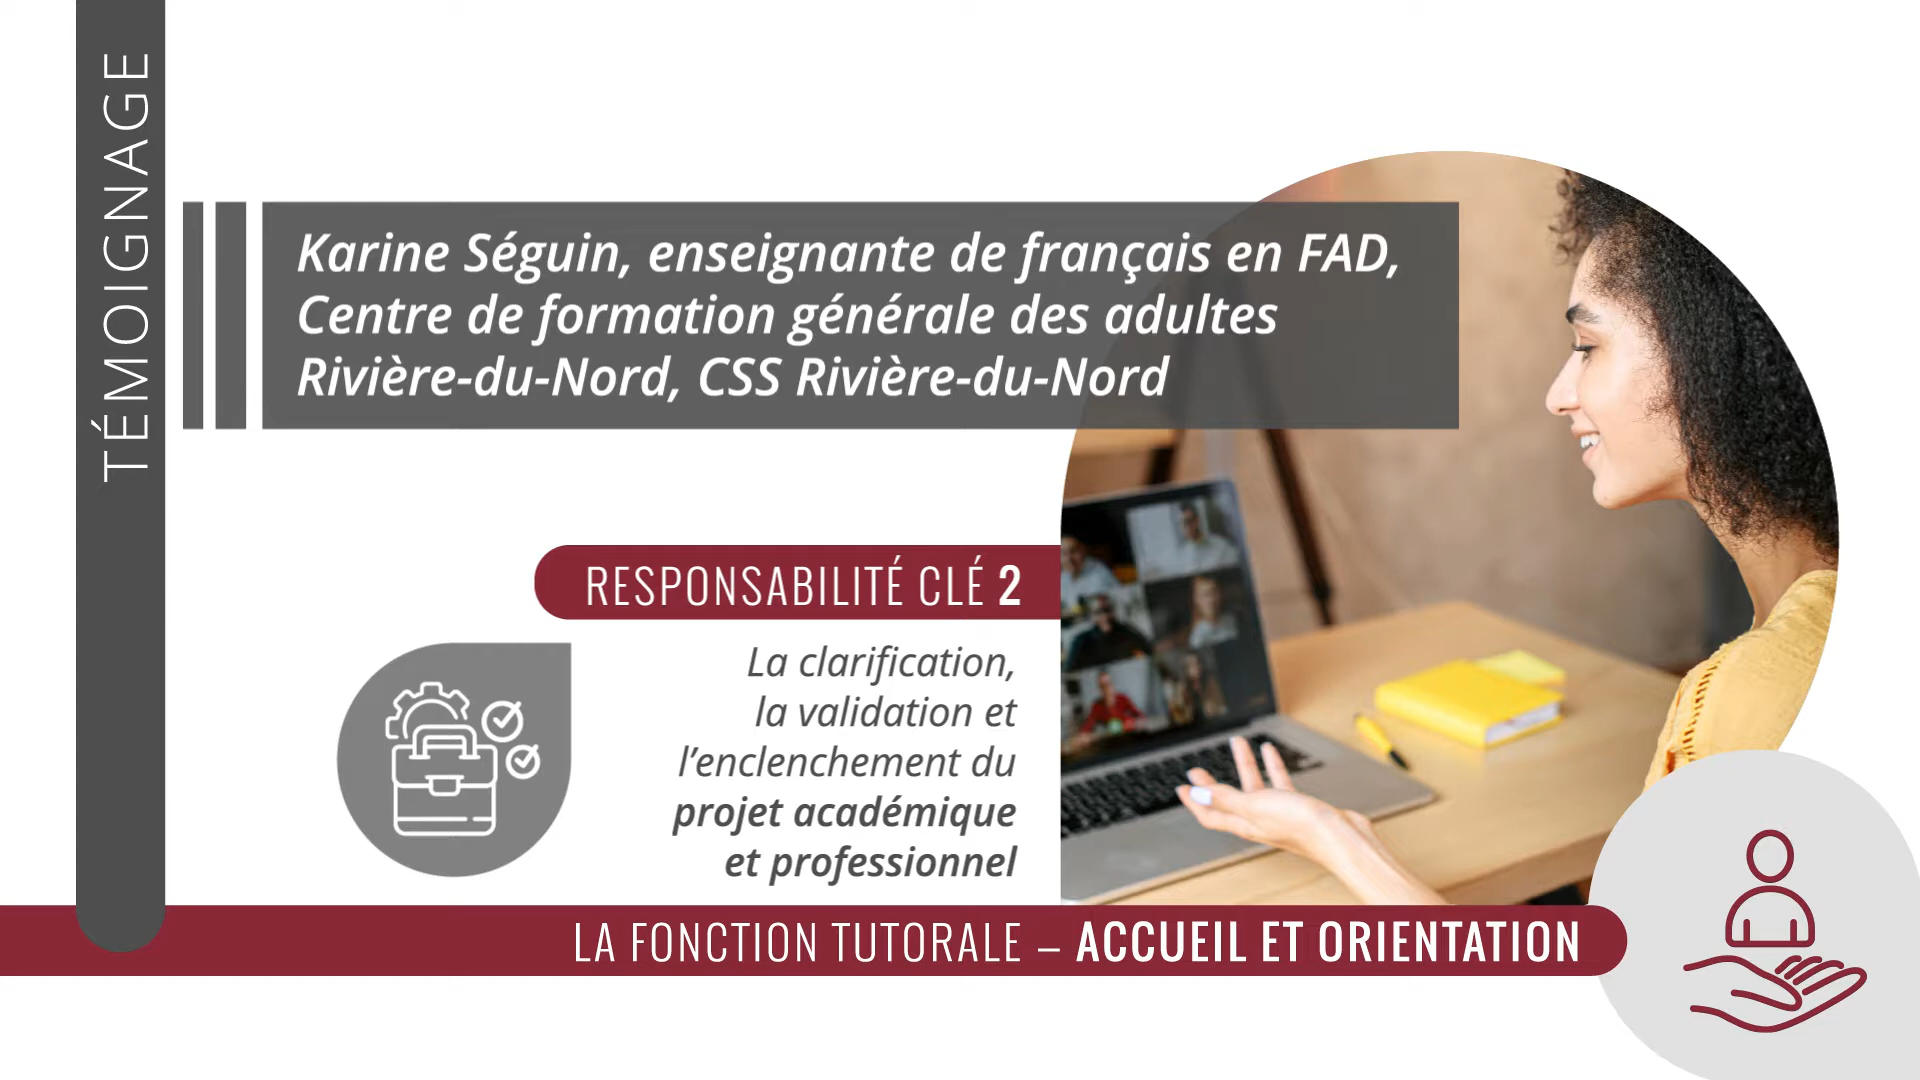 TÉMOIGNAGE
Karine Séguin, enseignante de français en FAD,
Centre de formation générale des adultes
Rivière-du-Nord, CSS Rivière-du-Nord
RESPONSABILITÉ CLÉ 2
La clarification,
la validation et
l’enclenchement du
projet académique
et professionnel
LA FONCTION TUTORALE – ACCUEIL ET ORIENTATION